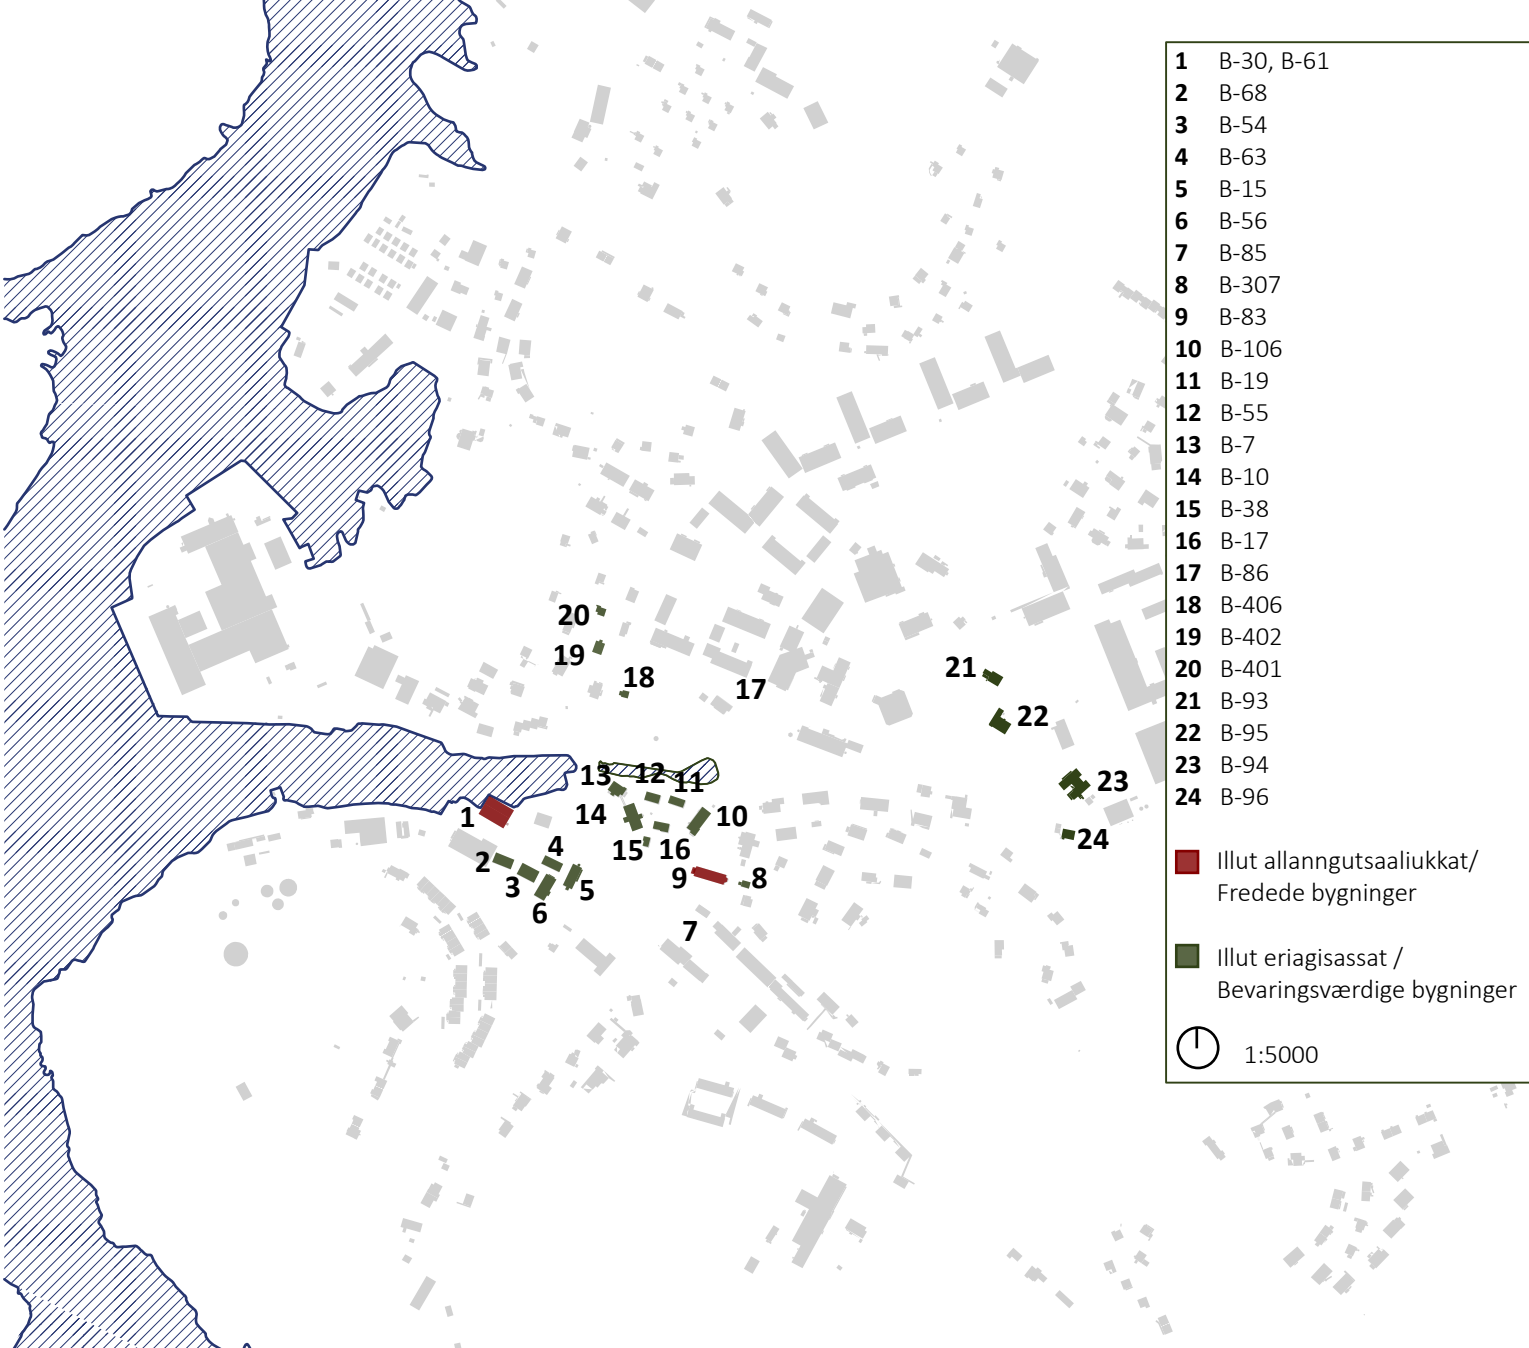 1 B-30, B-61
2 B-68
3 B-54
4 B-63
5 B-15
6 B-56
7 B-85
8 B-307
9 B-83
10 B-106
11 B-19
12 B-55
13 B-7
14 B-10
15 B-38
16 B-17
17 B-86
18 B-406
19 B-402
20 B-401
21 B-93
22 B-95
23 B-94
24 B-96
Illut allanngutsaaliukkat/
Fredede bygninger
Illut eriagisassat /
Bevaringsværdige bygninger
1:5000
20
19
18
17
21
22
23
24
13
12
11
14
10
1
15
16
4
2
3
5
6
9
8
7